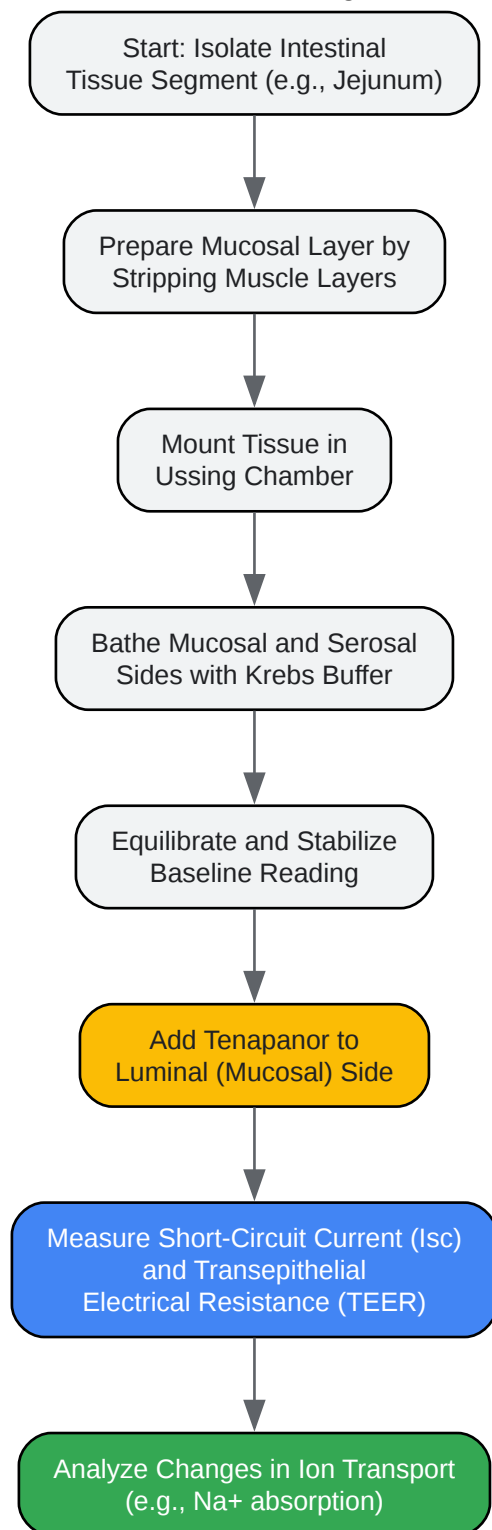 Start: Isolate Intestinal
Tissue Segment (e.g., Jejunum)
Prepare Mucosal Layer by
Stripping Muscle Layers
Mount Tissue in
Ussing Chamber
Bathe Mucosal and Serosal
Sides with Krebs Buffer
Equilibrate and Stabilize
Baseline Reading
Add Tenapanor to
Luminal (Mucosal) Side
Measure Short-Circuit Current (Isc)
and Transepithelial
Electrical Resistance (TEER)
Analyze Changes in Ion Transport
(e.g., Na+ absorption)